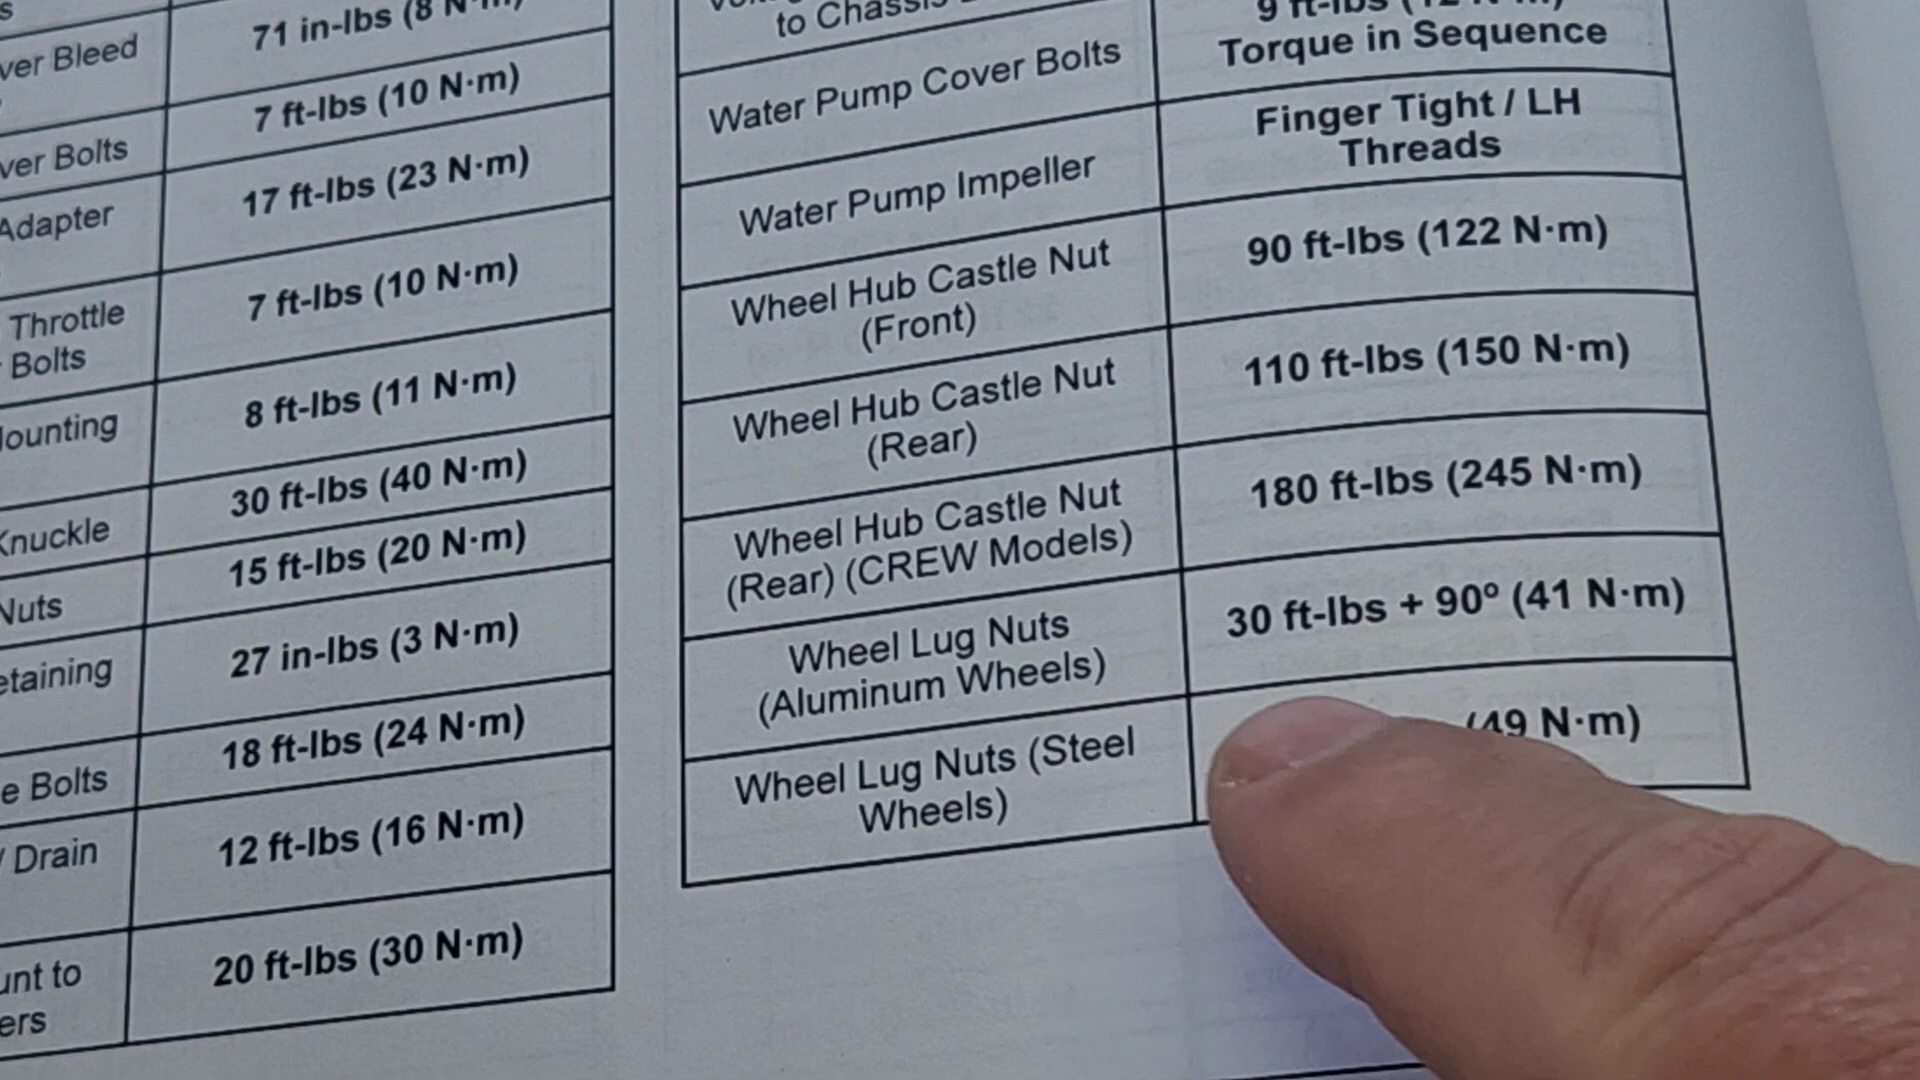 71 in-lbs (8 N·m)
ver Bleed
7 ft-lbs (10 N·m)
ver Bolts
17 ft-lbs (23 N·m)
Adapter
7 ft-lbs (10 N·m)
Throttle
Bolts
8 ft-lbs (11 N·m)
ounting
30 ft-lbs (40 N·m)
Knuckle
15 ft-lbs (20 N·m)
Nuts
27 in-lbs (3 N·m)
etaining
18 ft-lbs (24 N·m)
e Bolts
12 ft-lbs (16 N·m)
/ Drain
20 ft-lbs (30 N·m)
unt to
ers
to Chassis
9 ft-lbs
Torque in Sequence
Water Pump Cover Bolts
Finger Tight / LH
Threads
Water Pump Impeller
90 ft-lbs (122 N·m)
Wheel Hub Castle Nut
(Front)
110 ft-lbs (150 N·m)
Wheel Hub Castle Nut
(Rear)
180 ft-lbs (245 N·m)
Wheel Hub Castle Nut
(Rear) (CREW Models)
30 ft-lbs + 90º (41 N·m)
Wheel Lug Nuts
(Aluminum Wheels)
(49 N·m)
Wheel Lug Nuts (Steel
Wheels)